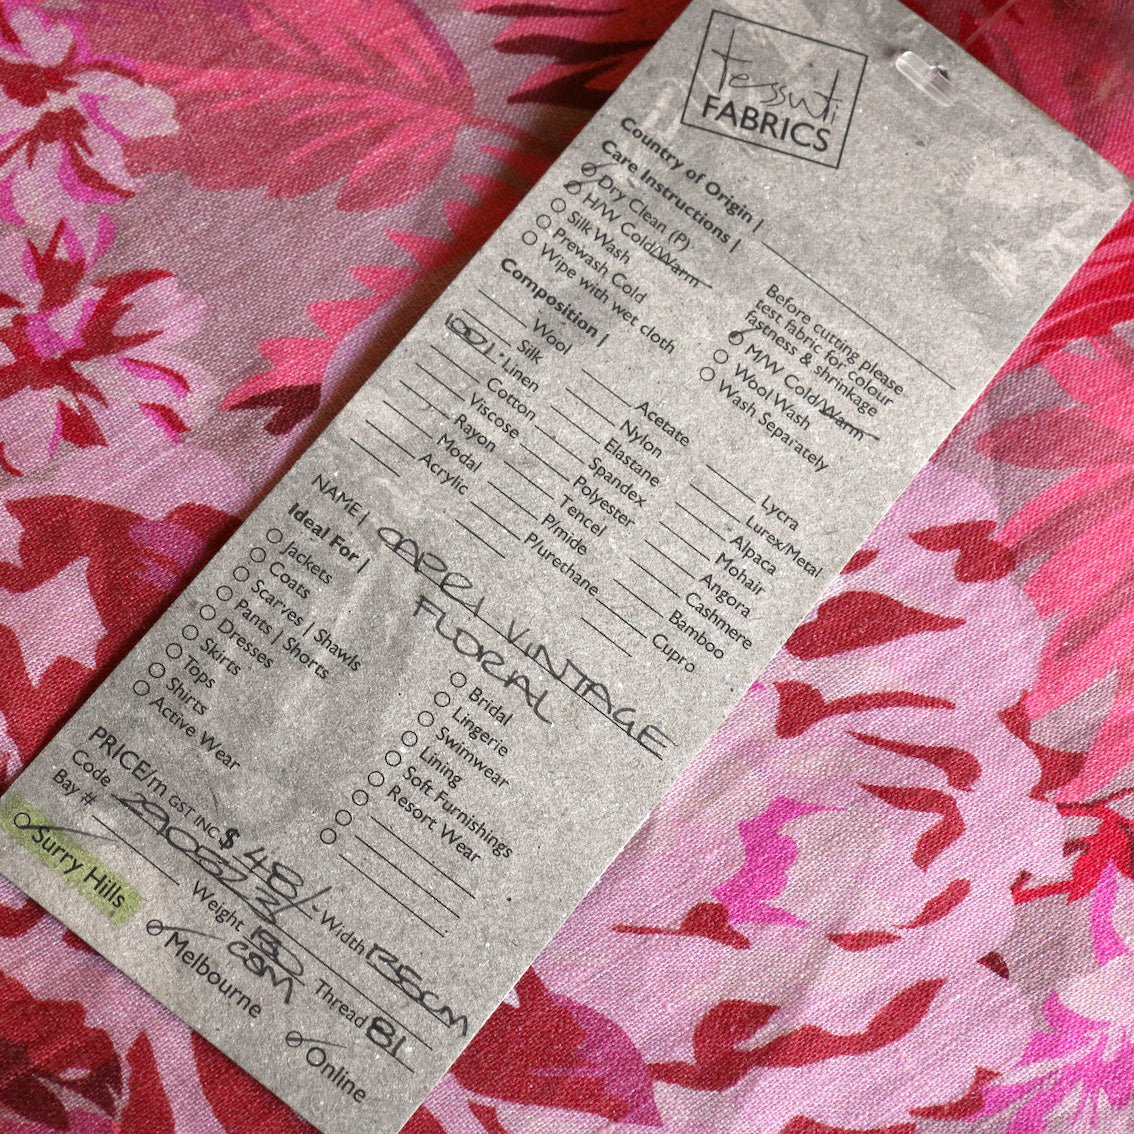 tessuti
FABRICS
Country of Origin |
Care Instructions |
Dry Clean (P)
H/W Cold/Warm
Silk Wash
Prewash Cold
Wipe with wet cloth
Before cutting please
test fabric for colour
fastness & shrinkage
M/W Cold/Warm
Wool Wash
Wash Separately
Composition |
Wool
Silk
100% Linen
Cotton
Viscose
Rayon
Modal
Acrylic
Acetate
Nylon
Elastane
Spandex
Polyester
Tencel
P/mide
P/urethane
Lycra
Lurex/Metal
Alpaca
Mohair
Angora
Cashmere
Bamboo
Cupro
NAME | CAPRI VINTAGE
FLORAL
Ideal For |
Jackets
Coats
Scarves | Shawls
Pants | Shorts
Dresses
Skirts
Tops
Shirts
Active Wear
Bridal
Lingerie
Swimwear
Lining
Soft Furnishings
Resort Wear
PRICE/m GST INC $ 48/- Width 135cm
Code 290523/ Weight 130 GSM Thread 81
Bay #
Surry Hills
Melbourne
Online